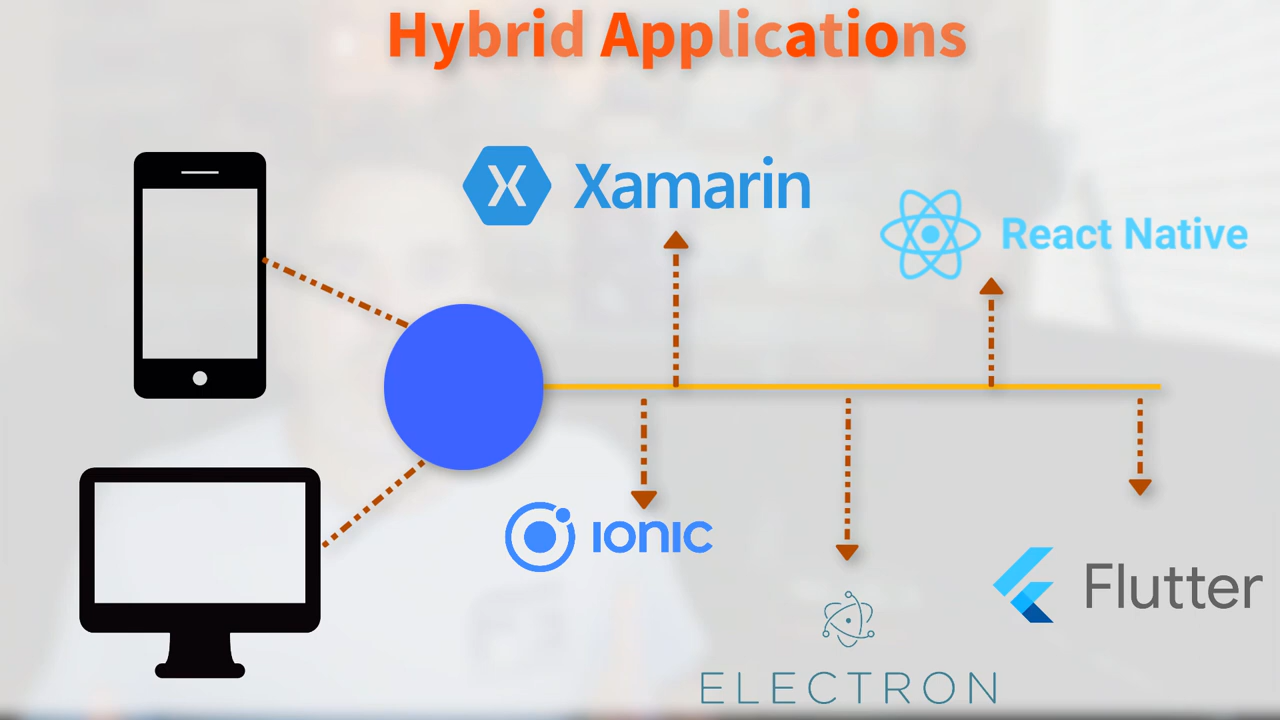 Hybrid Applications
X Xamarin
React Native
ionic
ELECTRON
Flutter